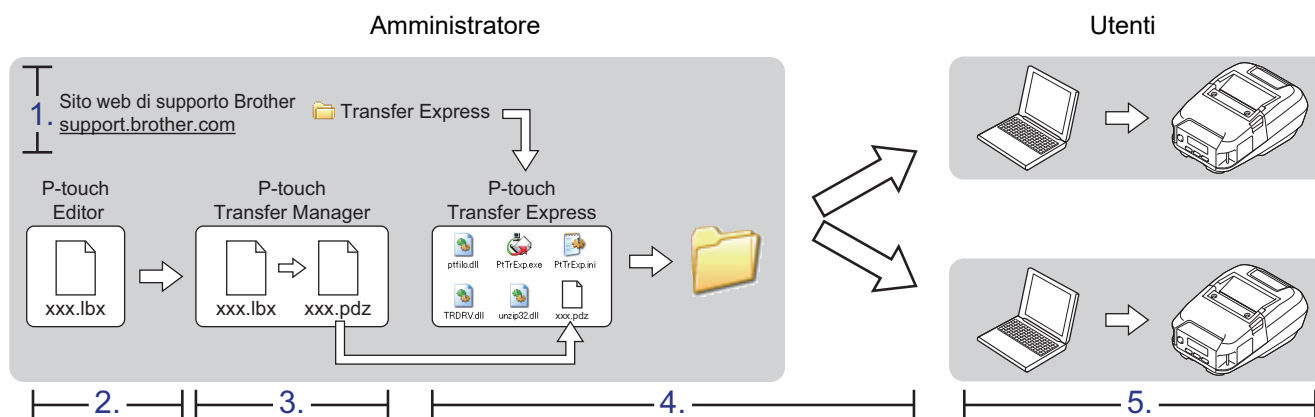 Amministratore
Utenti
1.
Sito web di supporto Brother
support.brother.com
Transfer Express
P-touch
Editor
xxx.lbx
P-touch
Transfer Manager
xxx.lbx
xxx.pdz
P-touch
Transfer Express
ptfilo.dll
PtTrExp.exe
PtTrExp.ini
TRDRV.dll
unzip32.dll
xxx.pdz
2.
3.
4.
5.